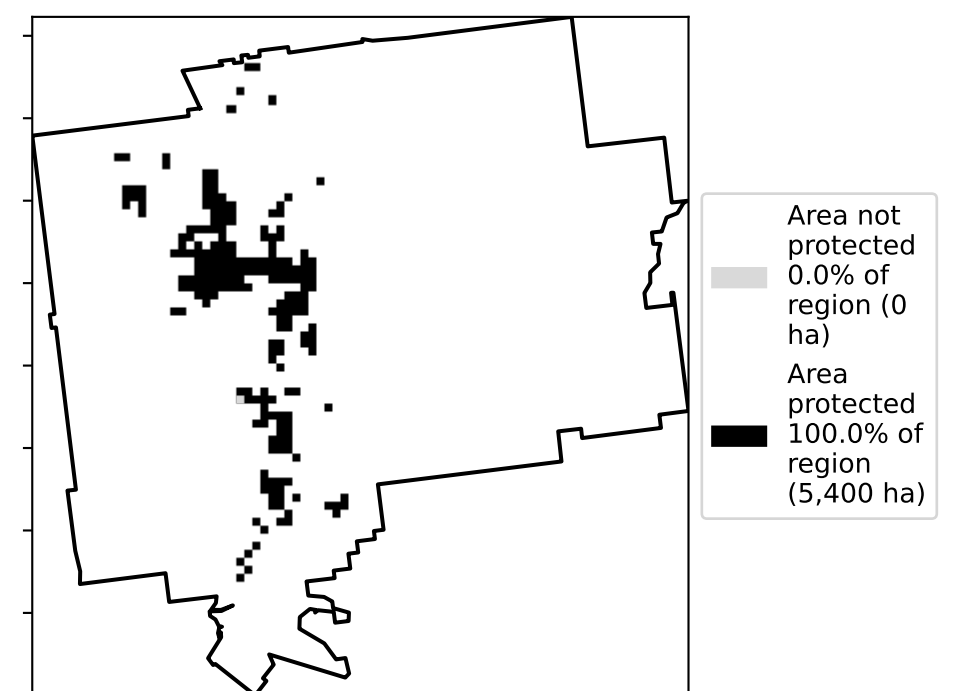 Area not
protected
0.0% of
region (0
ha)
Area
protected
100.0% of
region
(5,400 ha)